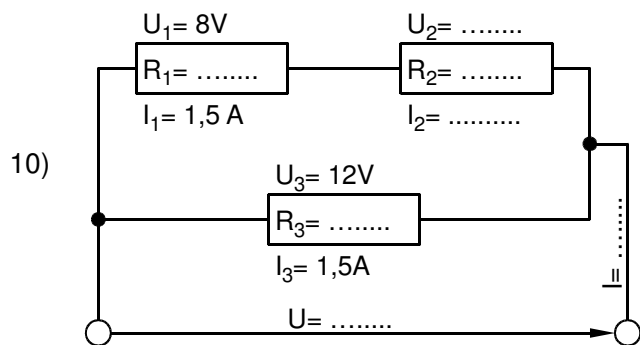 U1= 8V
U2= ….....
R1= ….....
R2= ….....
I1= 1,5 A
I2= ..........
10)
U3= 12V
R3= ….....
I3= 1,5A
I= ….....
U= ….....